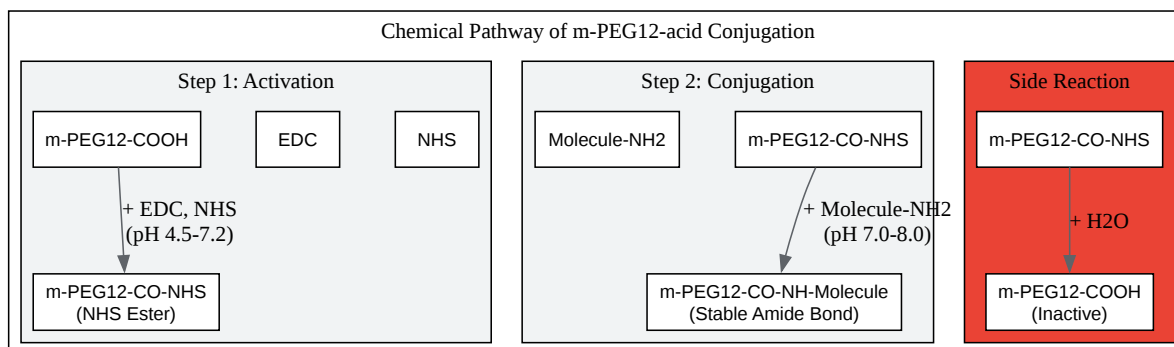 Chemical Pathway of m-PEG12-acid Conjugation
Step 1: Activation
m-PEG12-COOH
EDC
NHS
+ EDC, NHS
(pH 4.5-7.2)
m-PEG12-CO-NHS
(NHS Ester)
Step 2: Conjugation
Molecule-NH2
m-PEG12-CO-NHS
+ Molecule-NH2
(pH 7.0-8.0)
m-PEG12-CO-NH-Molecule
(Stable Amide Bond)
Side Reaction
m-PEG12-CO-NHS
+ H2O
m-PEG12-COOH
(Inactive)